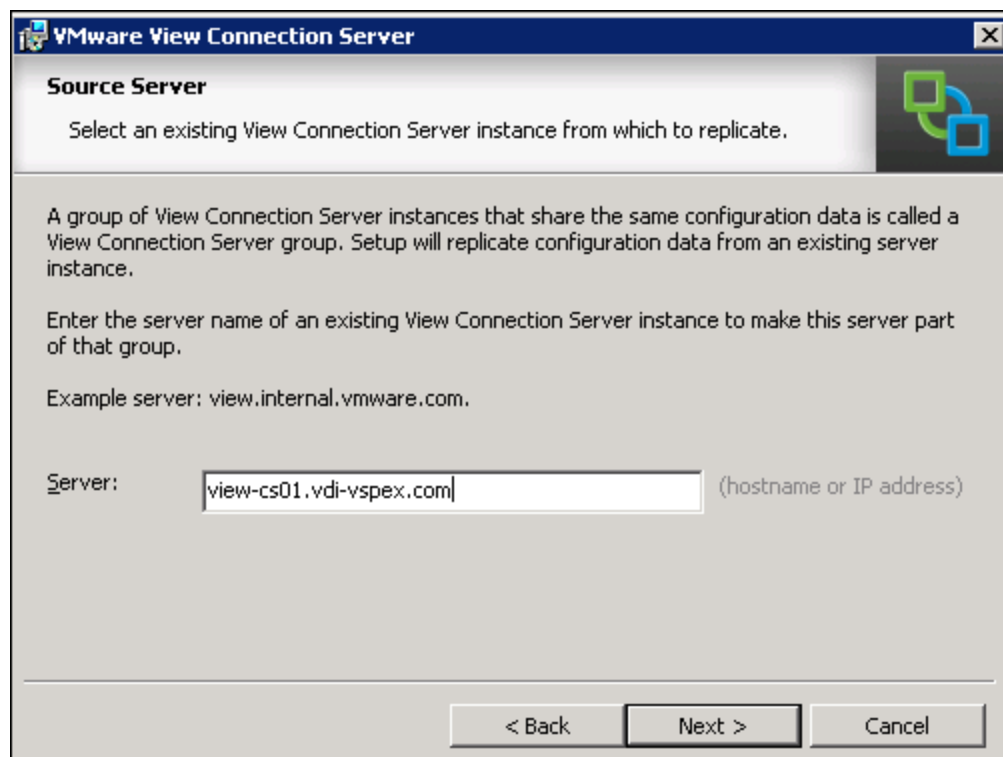 VMware View Connection Server
Source Server
Select an existing View Connection Server instance from which to replicate.
A group of View Connection Server instances that share the same configuration data is called a
View Connection Server group. Setup will replicate configuration data from an existing server
instance.
Enter the server name of an existing View Connection Server instance to make this server part
of that group.
Example server: view.internal.vmware.com.
Server: view-cs01.vdi-vspex.com (hostname or IP address)
< Back Next > Cancel